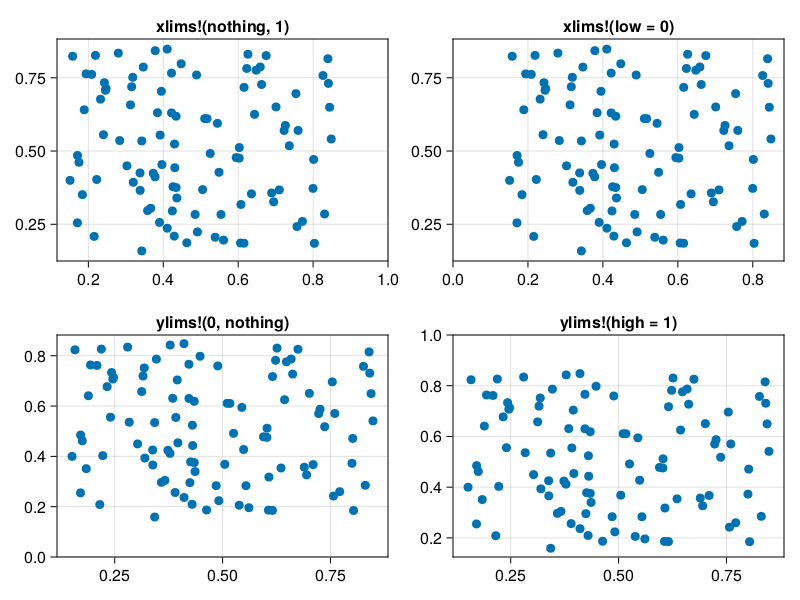 xlims!(nothing, 1)
0.75
0.50
0.25
0.2 0.4 0.6 0.8 1.0
xlims!(low = 0)
0.75
0.50
0.25
0.0 0.2 0.4 0.6 0.8
ylims!(0, nothing)
0.8
0.6
0.4
0.2
0.0
0.25 0.50 0.75
ylims!(high = 1)
1.0
0.8
0.6
0.4
0.2
0.25 0.50 0.75